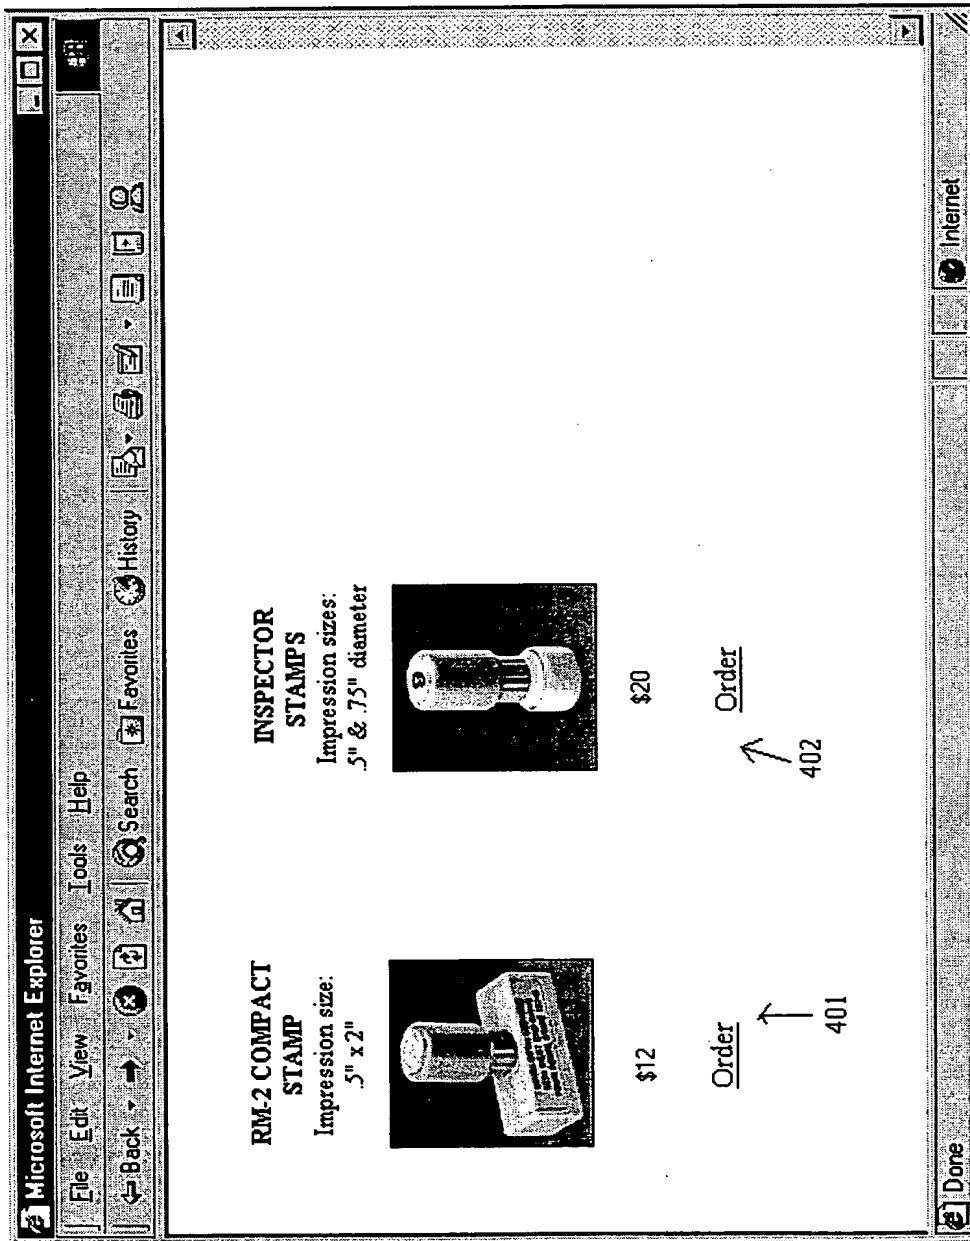 Microsoft Internet Explorer
File Edit View Favorites Tools Help
Back Search Favorites History
RM-2 COMPACT
STAMP
Impression size:
.5" x 2"
$12
Order
401
INSPECTOR
STAMPS
Impression sizes:
.5" & .75" diameter
$20
Order
402
Done Internet